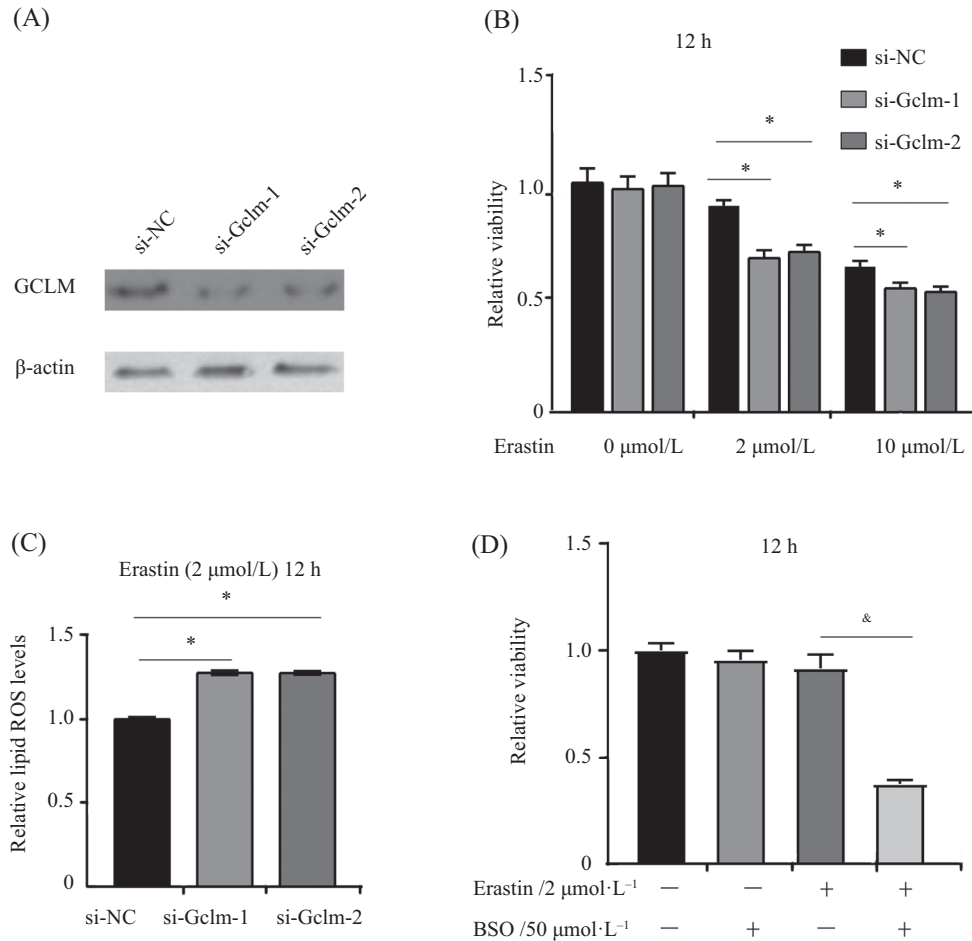 (A)
si-NC
si-Gclm-1
si-Gclm-2
GCLM
β-actin
(B)
12 h
si-NC
si-Gclm-1
si-Gclm-2
Relative viability
1.5
1.0
0.5
0
*
*
*
*
Erastin 0 μmol/L 2 μmol/L 10 μmol/L
(C)
Erastin (2 μmol/L) 12 h
*
*
Relative lipid ROS levels
1.5
1.0
0.5
0
si-NC si-Gclm-1 si-Gclm-2
(D)
12 h
Relative viability
1.5
1.0
0.5
0
&
Erastin /2 μmol·L⁻¹ — — + +
BSO /50 μmol·L⁻¹ — + — +